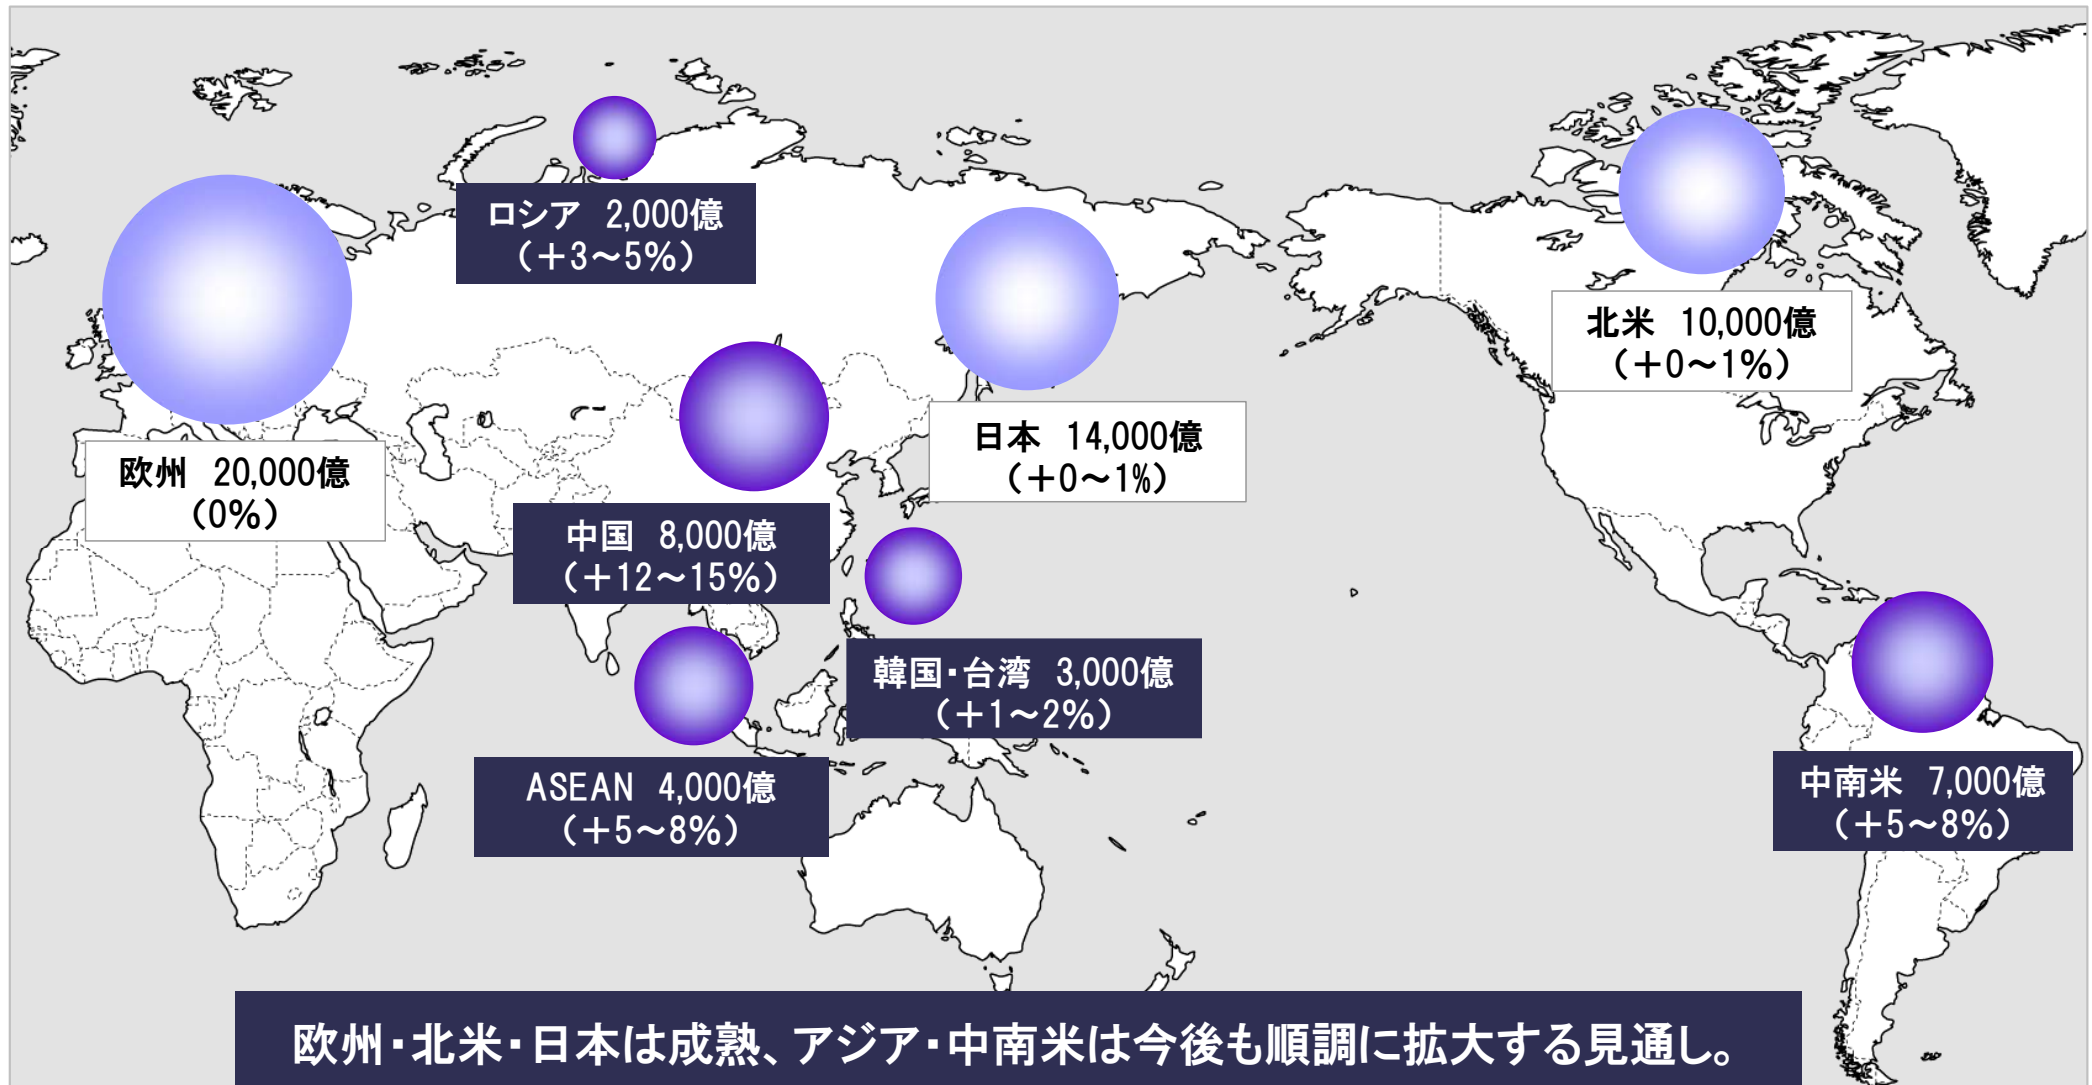 ロシア 2,000億
（＋3～5％）
北米 10,000億
（＋0～1％）
日本 14,000億
（＋0～1％）
欧州 20,000億
（0％）
中国 8,000億
（＋12～15％）
韓国・台湾 3,000億
（＋1～2％）
ASEAN 4,000億
（＋5～8％）
中南米 7,000億
（＋5～8％）
欧州・北米・日本は成熟、アジア・中南米は今後も順調に拡大する見通し。